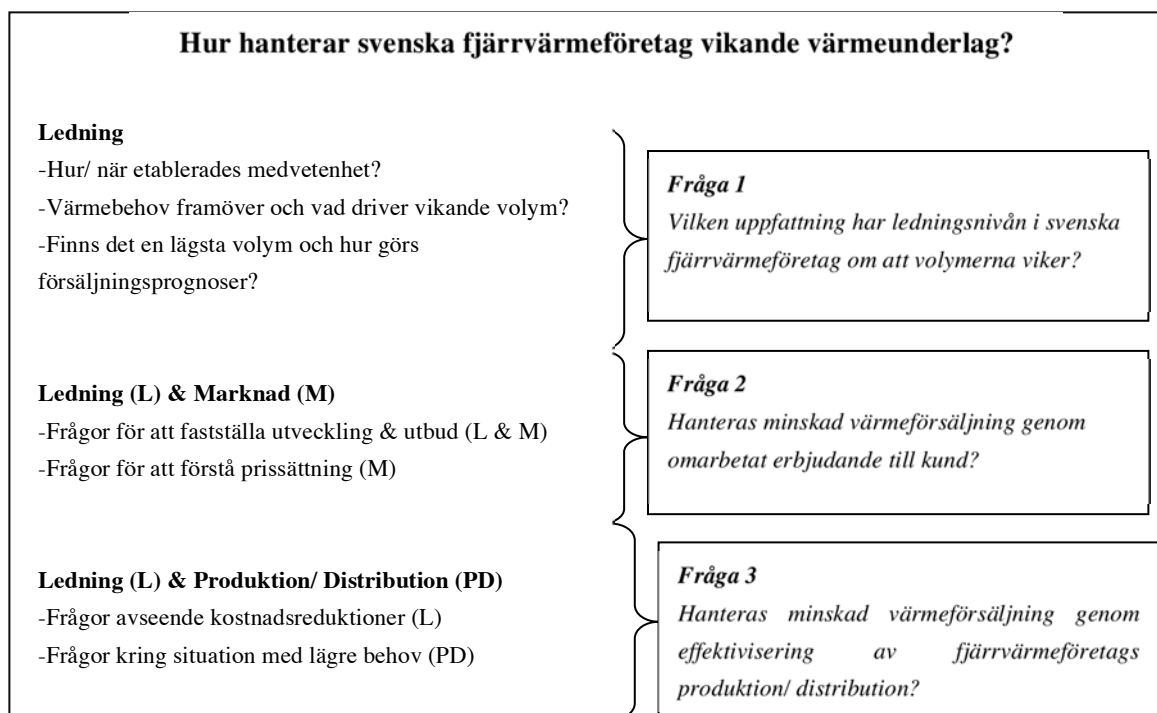 Hur hanterar svenska fjärrvärmeföretag vikande värmeunderlag?
Ledning
-Hur/ när etablerades medvetenhet?
-Värmebehov framöver och vad driver vikande volym?
-Finns det en lägsta volym och hur görs
försäljningsprognoser?
Fråga 1
Vilken uppfattning har ledningsnivån i svenska
fjärrvärmeföretag om att volymerna viker?
Ledning (L) & Marknad (M)
-Frågor för att fastställa utveckling & utbud (L & M)
-Frågor för att förstå prissättning (M)
Fråga 2
Hanteras minskad värmeförsäljning genom
omarbetat erbjudande till kund?
Ledning (L) & Produktion/ Distribution (PD)
-Frågor avseende kostnadsreduktioner (L)
-Frågor kring situation med lägre behov (PD)
Fråga 3
Hanteras minskad värmeförsäljning genom
effektivisering av fjärrvärmeföretags
produktion/ distribution?